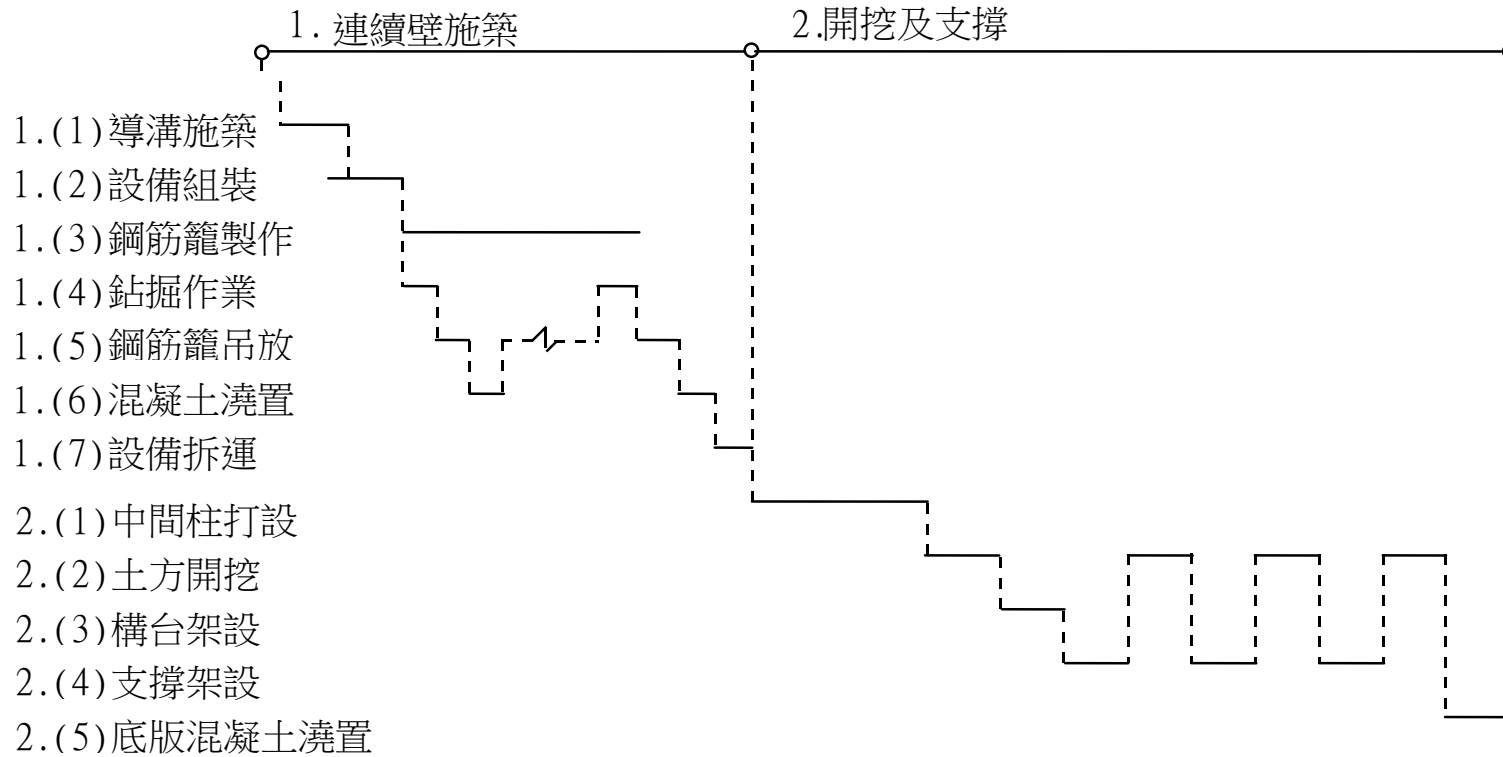 1. 連續壁施築
2.開挖及支撐
1.(1)導溝施築
1.(2)設備組裝
1.(3)鋼筋籠製作
1.(4)鉆掘作業
1.(5)鋼筋籠吊放
1.(6)混凝土澆置
1.(7)設備拆運
2.(1)中間柱打設
2.(2)土方開挖
2.(3)構台架設
2.(4)支撐架設
2.(5)底版混凝土澆置